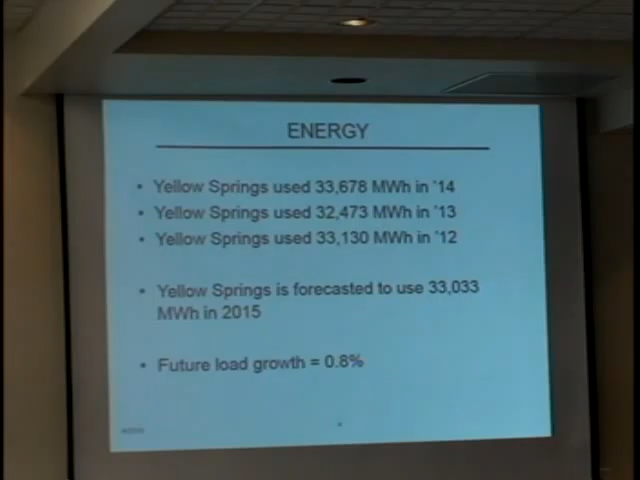 ENERGY
• Yellow Springs used 33,678 MWh in '14
• Yellow Springs used 32,473 MWh in '13
• Yellow Springs used 33,130 MWh in '12
• Yellow Springs is forecasted to use 33,033
MWh in 2015
• Future load growth = 0.8%